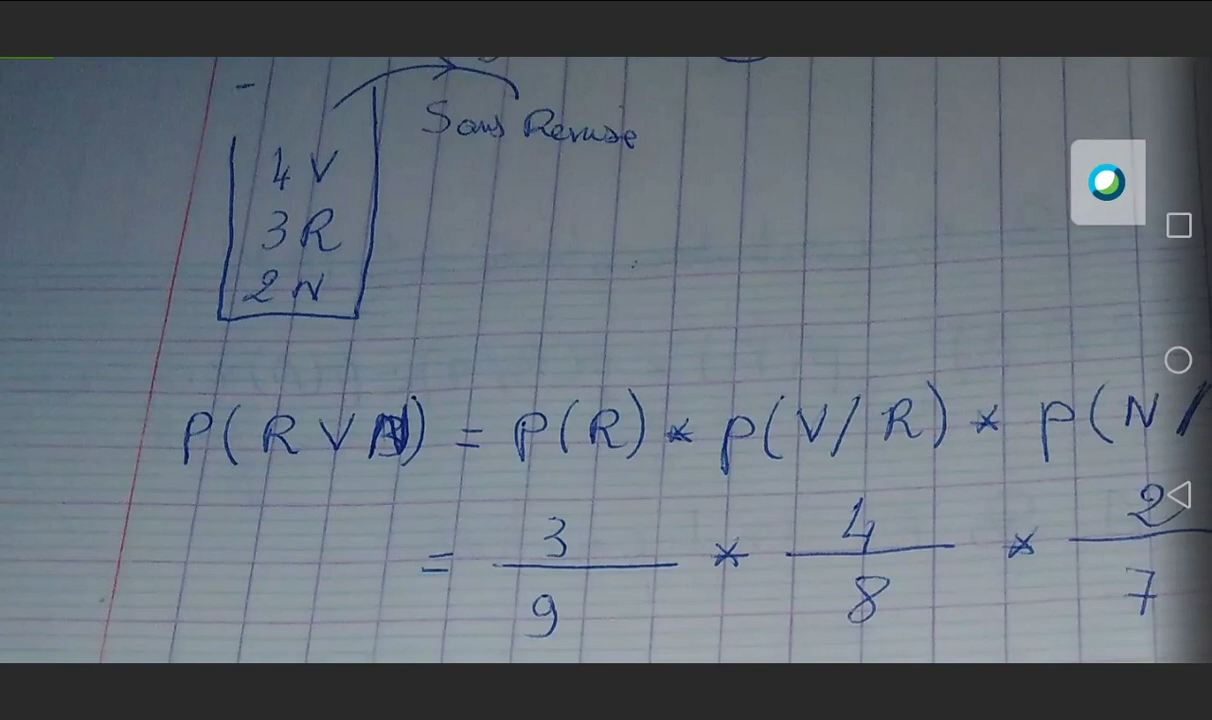 Sans Remise
4 V
3 R
2 N
P( R V N) = P(R) * P(V/ R) * P(N /
= 3/9 * 4/8 * 2/7